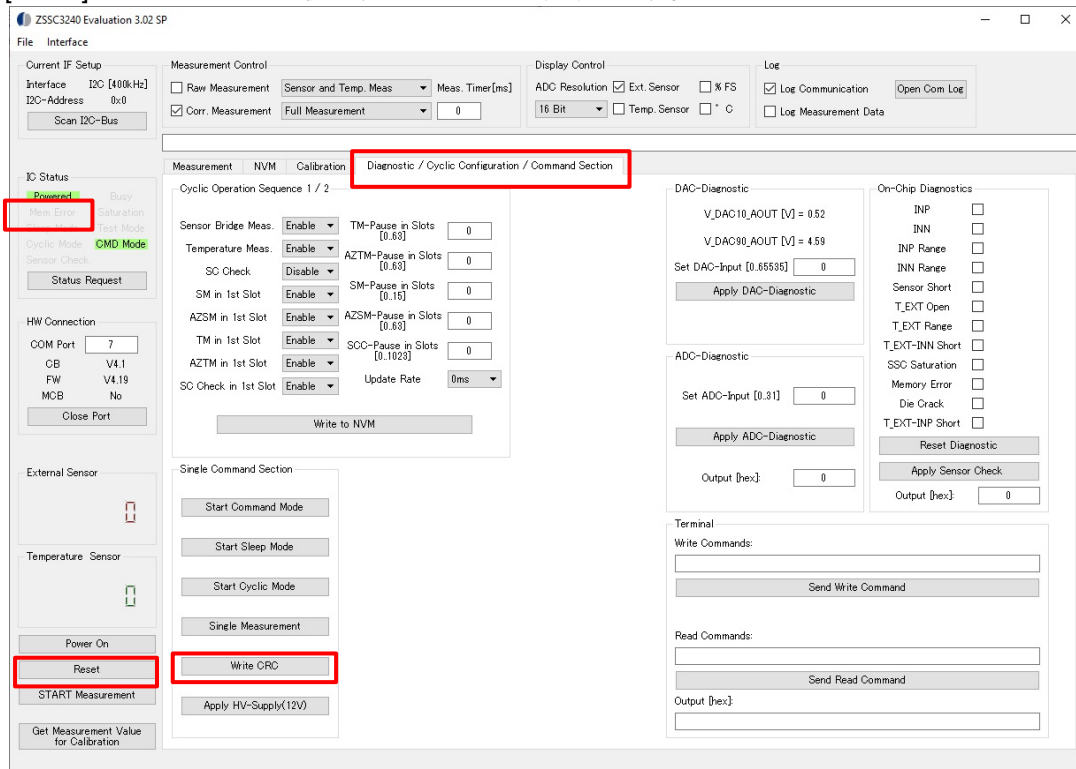 ZSSC3240 Evaluation 3.02 SP
File Interface
Current IF Setup
Interface I2C [400kHz]
I2C-Address 0x0
Scan I2C-Bus
Measurement Control
Raw Measurement Sensor and Temp. Meas Meas. Timer[ms]
Corr. Measurement Full Measurement 0
Display Control
ADC Resolution Ext. Sensor % FS
16 Bit Temp. Sensor ° C
Log
Log Communication Open Com Log
Log Measurement Data
Measurement NVM Calibration Diagnostic / Cyclic Configuration / Command Section
IC Status
Powered Busy
Mem. Error Saturation
Sleep Mode Test Mode
Cyclic Mode CMD Mode
Sensor Check
Status Request
HW Connection
COM Port 7
CB V4.1
FW V4.19
MCB No
Close Port
External Sensor
0
Temperature Sensor
0
Power On
Reset
START Measurement
Get Measurement Value
for Calibration
Cyclic Operation Sequence 1 / 2
Sensor Bridge Meas. Enable
Temperature Meas. Enable
SC Check Disable
SM in 1st Slot Enable
AZSM in 1st Slot Enable
TM in 1st Slot Enable
AZTM in 1st Slot Enable
SC Check in 1st Slot Enable
TM-Pause in Slots
[0..63] 0
AZTM-Pause in Slots
[0..63] 0
SM-Pause in Slots
[0..15] 0
AZSM-Pause in Slots
[0..63] 0
SCC-Pause in Slots
[0..1023] 0
Update Rate 0ms
Write to NVM
Single Command Section
Start Command Mode
Start Sleep Mode
Start Cyclic Mode
Single Measurement
Write CRC
Apply HV-Supply(12V)
DAC-Diagnostic
V_DAC10_AOUT [V] = 0.52
V_DAC90_AOUT [V] = 4.59
Set DAC-Input [0..65535] 0
Apply DAC-Diagnostic
ADC-Diagnostic
Set ADC-Input [0..31] 0
Apply ADC-Diagnostic
Output [hex]: 0
On-Chip Diagnostics
INP
INN
INP Range
INN Range
Sensor Short
T_EXT Open
T_EXT Range
T_EXT-INN Short
SSC Saturation
Memory Error
Die Crack
T_EXT-INP Short
Reset Diagnostic
Apply Sensor Check
Output [hex]: 0
Terminal
Write Commands:
Send Write Command
Read Commands:
Send Read Command
Output [hex]: